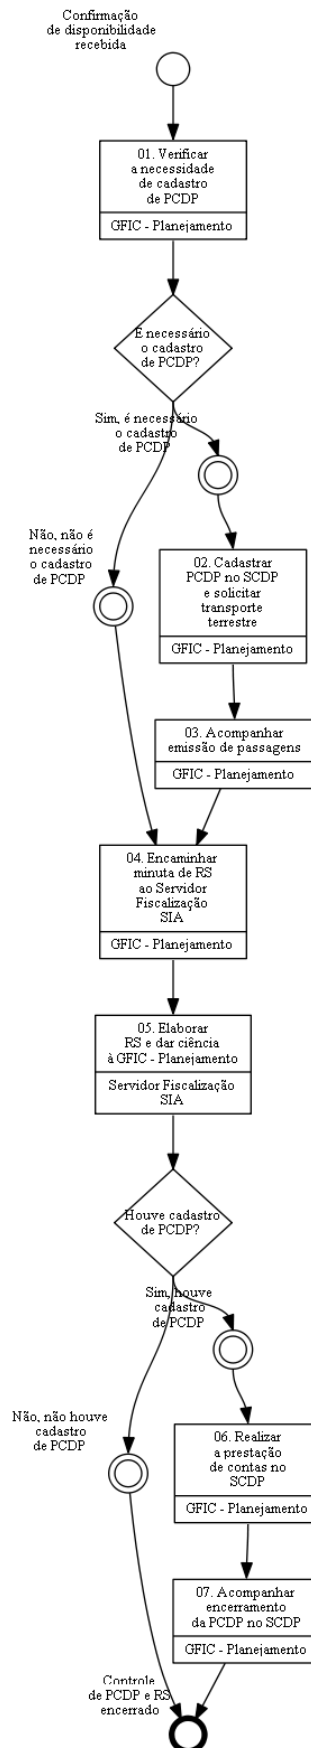 Confirmação
de disponibilidade
recebida
01. Verificar
a necessidade
de cadastro
de PCDP
GFIC - Planejamento
É necessário
o cadastro
de PCDP?
Sim, é necessário
o cadastro
de PCDP
Não, não é
necessário
o cadastro
de PCDP
02. Cadastrar
PCDP no SCDP
e solicitar
transporte
terrestre
GFIC - Planejamento
03. Acompanhar
emissão de passagens
GFIC - Planejamento
04. Encaminhar
minuta de RS
ao Servidor
Fiscalização
SIA
GFIC - Planejamento
05. Elaborar
RS e dar ciência
à GFIC - Planejamento
Servidor Fiscalização
SIA
Houve cadastro
de PCDP?
Sim, houve
cadastro
de PCDP
Não, não houve
cadastro
de PCDP
06. Realizar
a prestação
de contas no
SCDP
GFIC - Planejamento
07. Acompanhar
encerramento
da PCDP no SCDP
GFIC - Planejamento
Controle
de PCDP e RS
encerrado